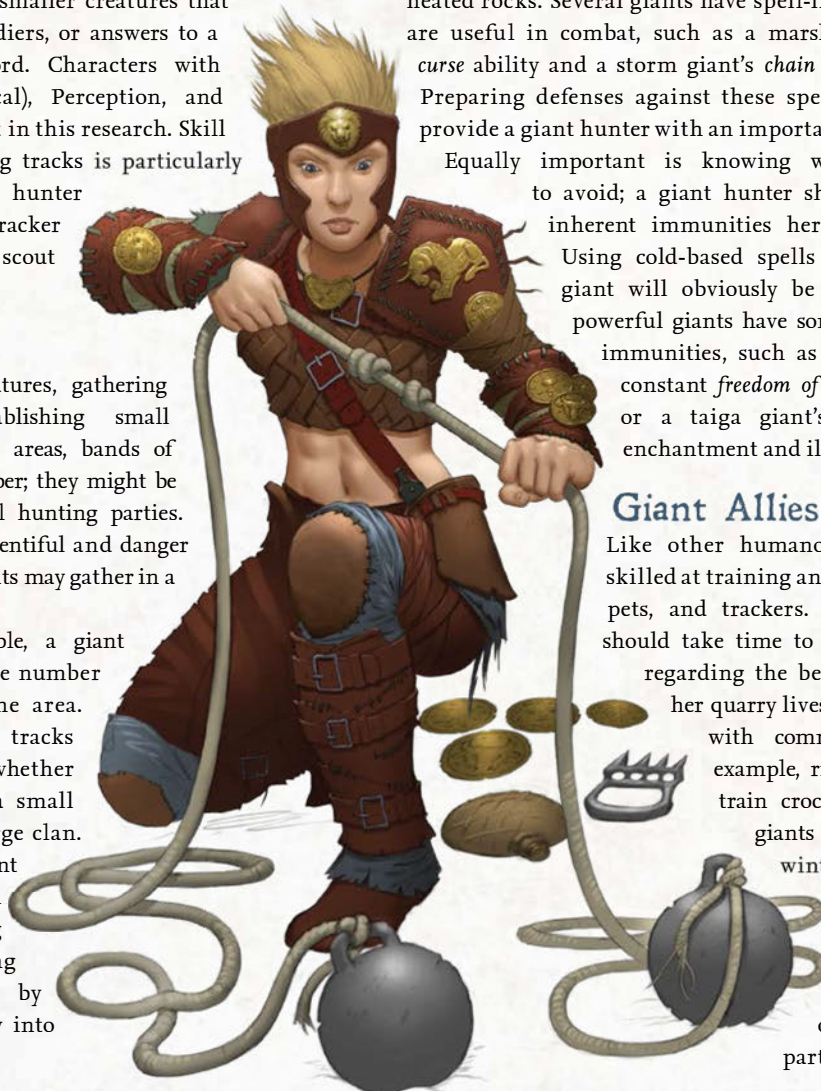 smaller creatures that
diers, or answers to a
ord. Characters with
cal), Perception, and
in this research. Skill
g tracks is particularly
hunter
racker
scout
tures, gathering
blishing small
areas, bands of
ber; they might be
l hunting parties.
entiful and danger
ts may gather in a
ble, a giant
e number
he area.
tracks
whether
a small
rge clan.
nt
ng
by
into
heated rocks. Several giants have spell-l
are useful in combat, such as a marsh
curse ability and a storm giant's chain
Preparing defenses against these spe
provide a giant hunter with an importa
Equally important is knowing w
to avoid; a giant hunter sh
inherent immunities her
Using cold-based spells
giant will obviously be
powerful giants have som
immunities, such as
constant freedom of
or a taiga giant's
enchantment and il
Giant Allies
Like other humano
skilled at training an
pets, and trackers.
should take time to
regarding the be
her quarry lives
with comm
example, ri
train croc
giants
wint
part